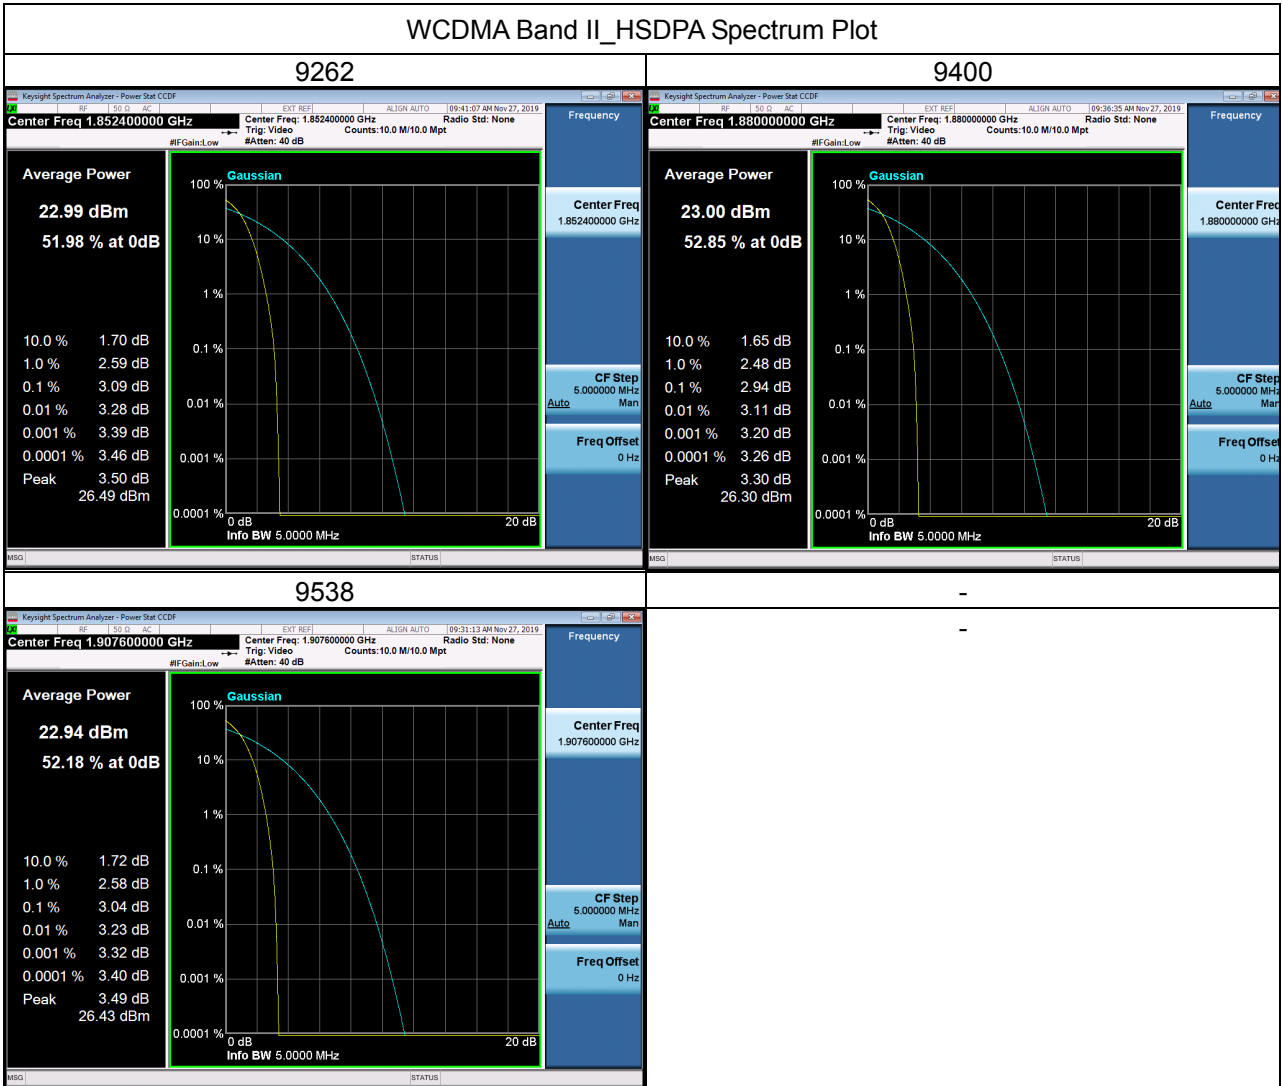 WCDMA Band II_HSDPA Spectrum Plot
9262
9400
Keysight Spectrum Analyzer - Power Stat CCDF
RF 50 Ω AC EXT REF ALIGN AUTO 09:41:07 AM Nov 27, 2019
Center Freq 1.852400000 GHz
Center Freq: 1.852400000 GHz Radio Std: None
Trig: Video Counts:10.0 M/10.0 Mpt
#IFGain:Low #Atten: 40 dB
Frequency
Average Power
22.99 dBm
51.98 % at 0dB
10.0 % 1.70 dB
1.0 % 2.59 dB
0.1 % 3.09 dB
0.01 % 3.28 dB
0.001 % 3.39 dB
0.0001 % 3.46 dB
Peak 3.50 dB
26.49 dBm
Gaussian
100 %
10 %
1 %
0.1 %
0.01 %
0.001 %
0.0001 %
0 dB 20 dB
Info BW 5.0000 MHz
Center Freq
1.852400000 GHz
CF Step
5.000000 MHz
Auto Man
Freq Offset
0 Hz
MSG STATUS
Keysight Spectrum Analyzer - Power Stat CCDF
RF 50 Ω AC EXT REF ALIGN AUTO 09:36:35 AM Nov 27, 2019
Center Freq 1.880000000 GHz
Center Freq: 1.880000000 GHz Radio Std: None
Trig: Video Counts:10.0 M/10.0 Mpt
#IFGain:Low #Atten: 40 dB
Frequency
Average Power
23.00 dBm
52.85 % at 0dB
10.0 % 1.65 dB
1.0 % 2.48 dB
0.1 % 2.94 dB
0.01 % 3.11 dB
0.001 % 3.20 dB
0.0001 % 3.26 dB
Peak 3.30 dB
26.30 dBm
Gaussian
100 %
10 %
1 %
0.1 %
0.01 %
0.001 %
0.0001 %
0 dB 20 dB
Info BW 5.0000 MHz
Center Freq
1.880000000 GHz
CF Step
5.000000 MHz
Auto Man
Freq Offset
0 Hz
MSG STATUS
9538
-
Keysight Spectrum Analyzer - Power Stat CCDF
RF 50 Ω AC EXT REF ALIGN AUTO 09:31:13 AM Nov 27, 2019
Center Freq 1.907600000 GHz
Center Freq: 1.907600000 GHz Radio Std: None
Trig: Video Counts:10.0 M/10.0 Mpt
#IFGain:Low #Atten: 40 dB
Frequency
Average Power
22.94 dBm
52.18 % at 0dB
10.0 % 1.72 dB
1.0 % 2.58 dB
0.1 % 3.04 dB
0.01 % 3.23 dB
0.001 % 3.32 dB
0.0001 % 3.40 dB
Peak 3.49 dB
26.43 dBm
Gaussian
100 %
10 %
1 %
0.1 %
0.01 %
0.001 %
0.0001 %
0 dB 20 dB
Info BW 5.0000 MHz
Center Freq
1.907600000 GHz
CF Step
5.000000 MHz
Auto Man
Freq Offset
0 Hz
MSG STATUS
-